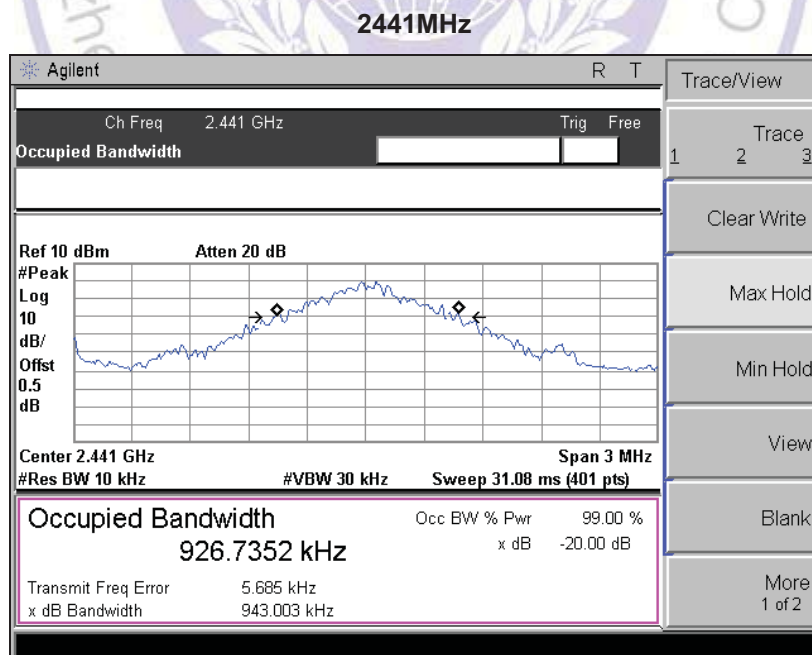 2441MHz
Agilent R T
Trace/View
Ch Freq 2.441 GHz Trig Free
Occupied Bandwidth
Trace
1 2 3
Clear Write
Max Hold
Min Hold
View
Blank
More
1 of 2
Ref 10 dBm Atten 20 dB
#Peak
Log
10
dB/
Offst
0.5
dB
Center 2.441 GHz Span 3 MHz
#Res BW 10 kHz #VBW 30 kHz Sweep 31.08 ms (401 pts)
Occupied Bandwidth
926.7352 kHz
Occ BW % Pwr 99.00 %
x dB -20.00 dB
Transmit Freq Error 5.685 kHz
x dB Bandwidth 943.003 kHz